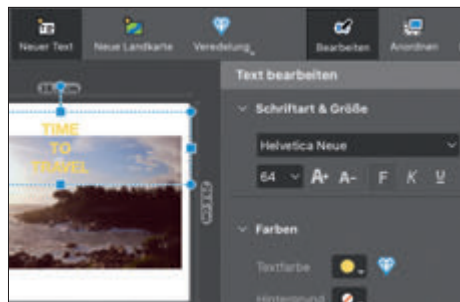 Neuer Text
Neue Landkarte
Veredelung
Bearbeiten
Anordnen
Text bearbeiten
TIME
TO
TRAVEL
Schriftart & Größe
Helvetica Neue
64 A+ A- F K U
Farben
Textfarbe
Hintergrund